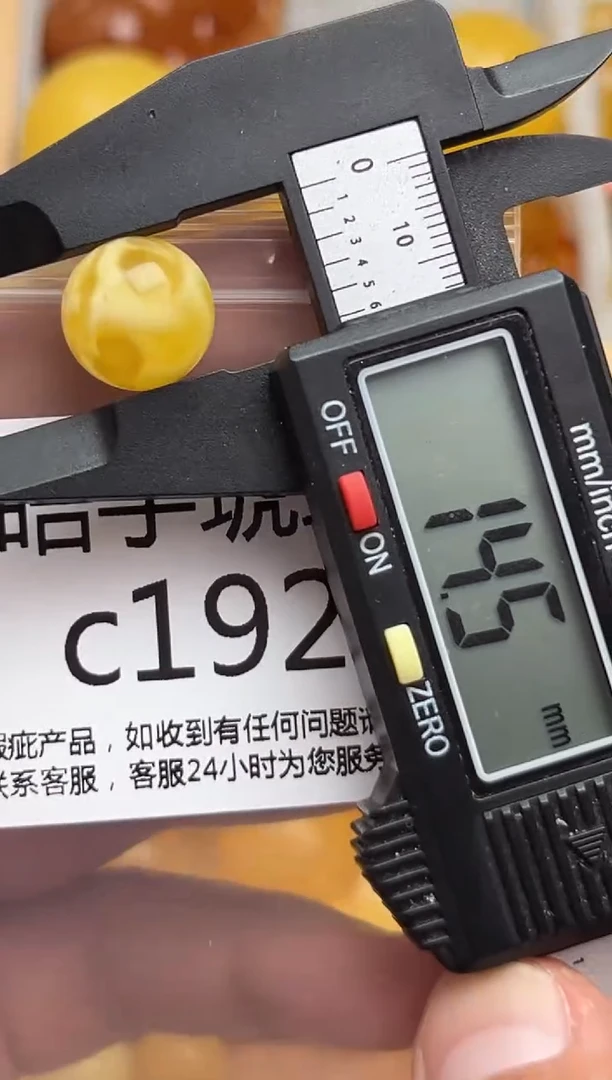 0
1
2
3
4
5
6
10
OFF
ON
ZERO
mm/inch
14.5
mm
c192
瑕疵产品，如收到有任何问题请
联系客服，客服24小时为您服务